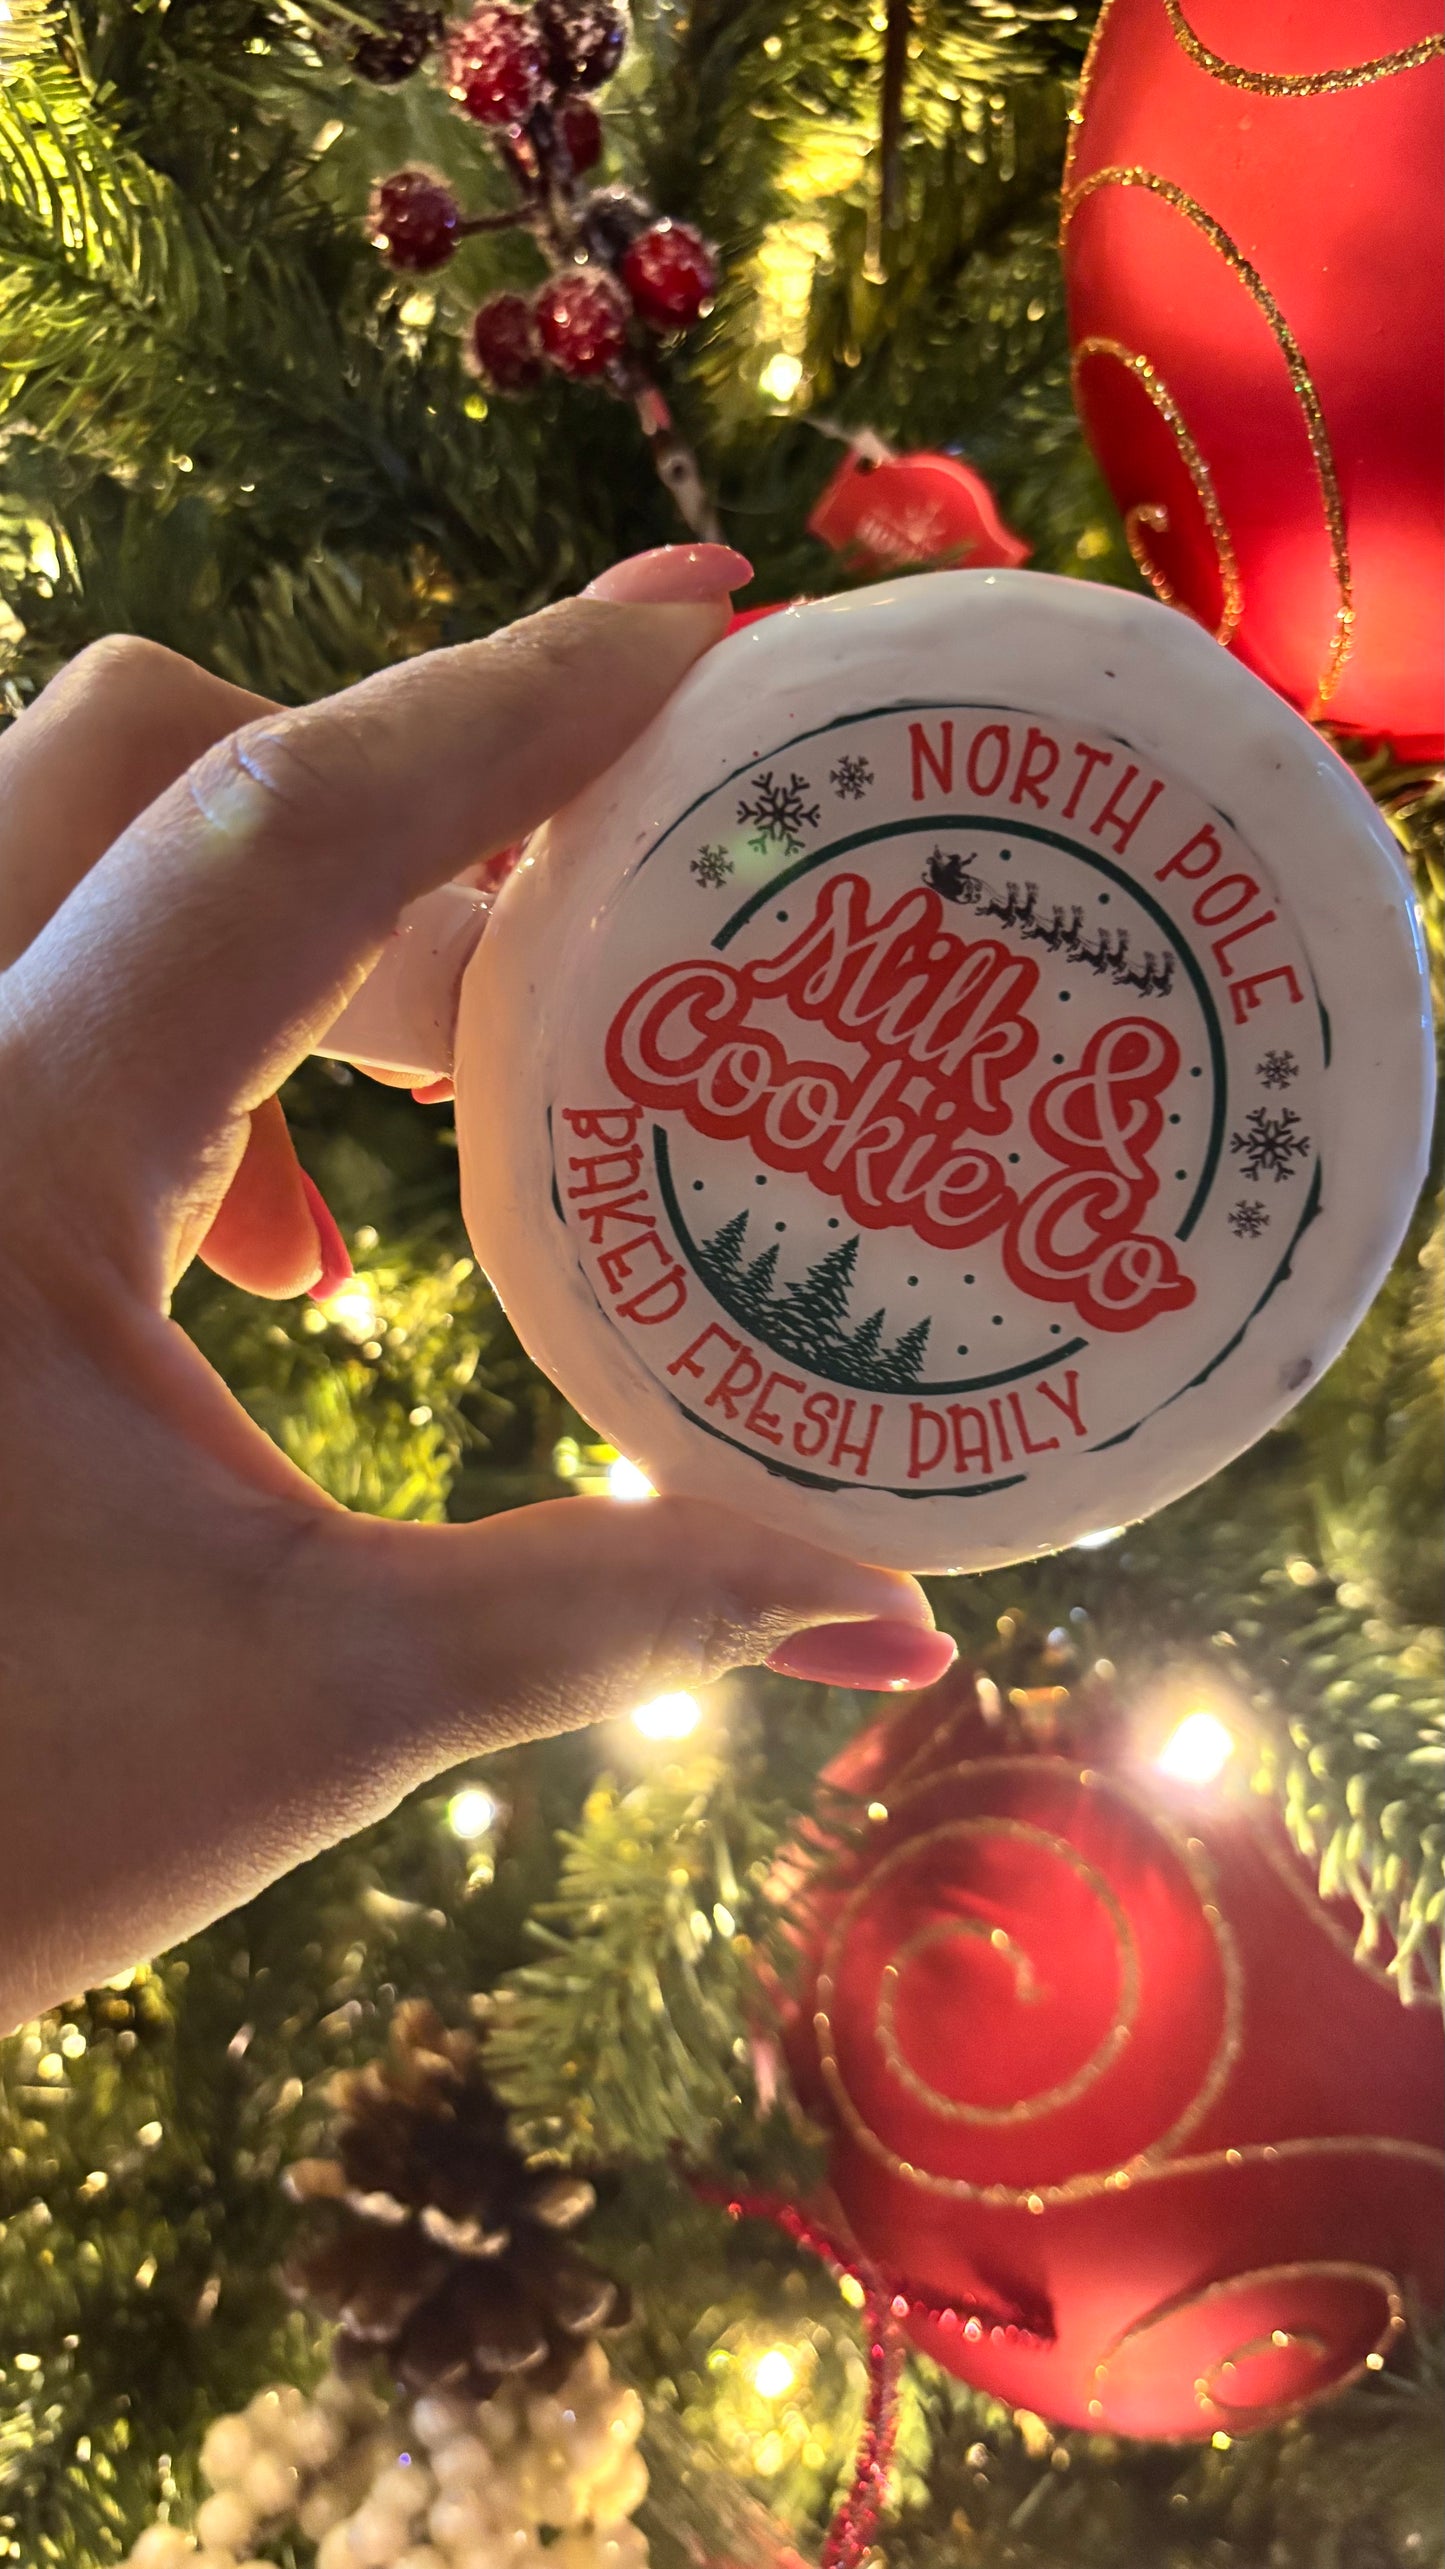 NORTH POLE
Milk &
Cookie Co
BAKED FRESH DAILY